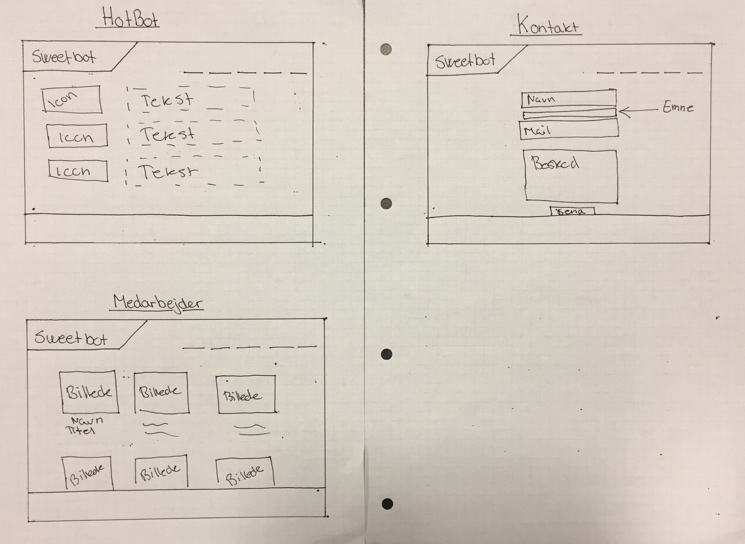 HotBot
Sweetbot
Icon
Tekst
Icon
Tekst
Icon
Tekst
Medarbejder
Sweetbot
Billede
Billede
Billede
Navn
Titel
Billede
Billede
Billede
Kontakt
Sweetbot
Navn
Emne
Mail
Besked
Send